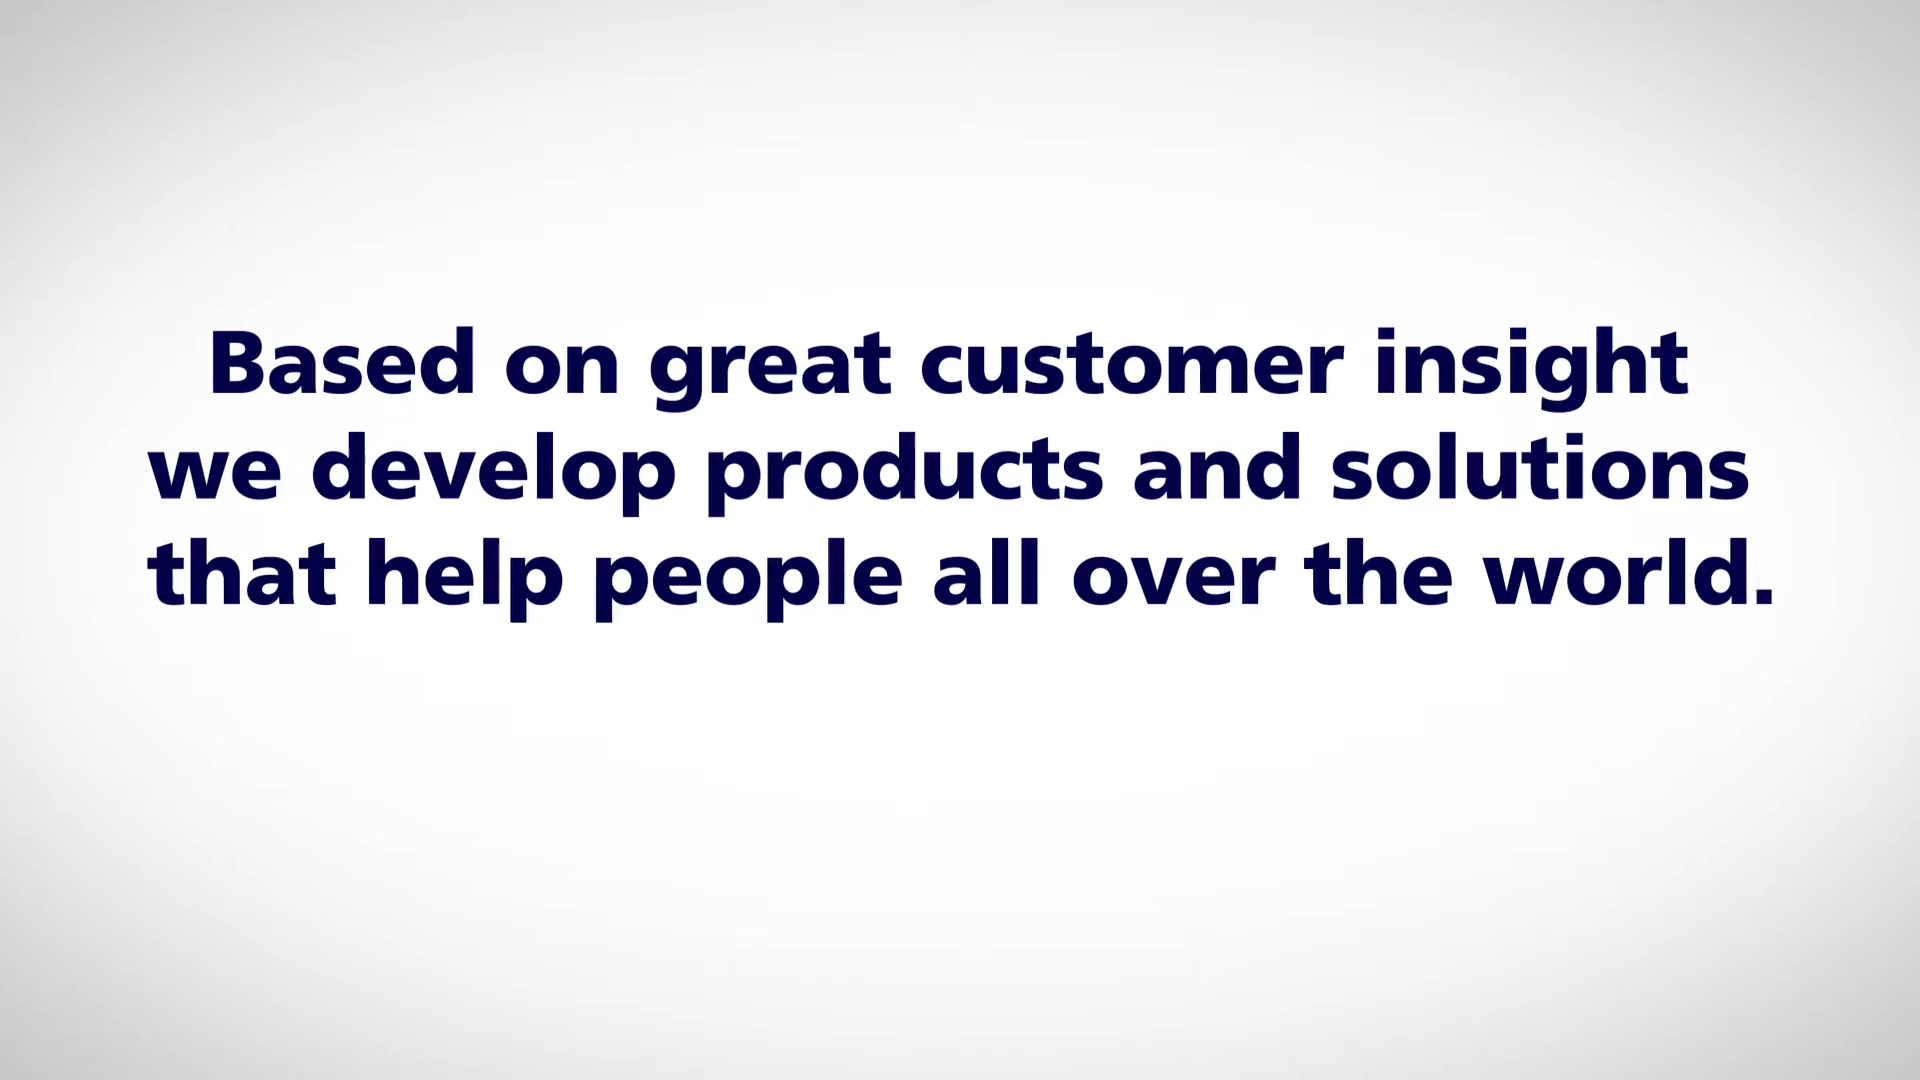 Based on great customer insight
we develop products and solutions
that help people all over the world.